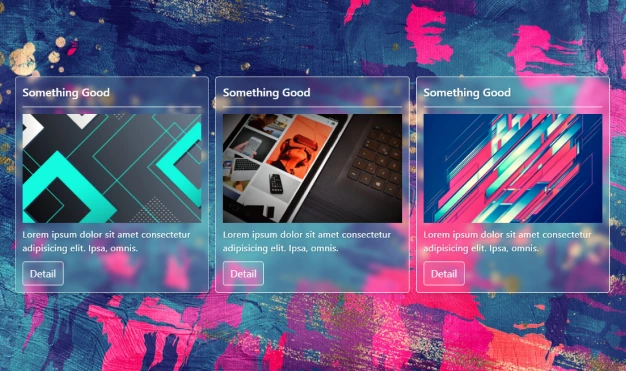 Something Good
Lorem ipsum dolor sit amet consectetur
adipisicing elit. Ipsa, omnis.
Detail
Something Good
Lorem ipsum dolor sit amet consectetur
adipisicing elit. Ipsa, omnis.
Detail
Something Good
Lorem ipsum dolor sit amet consectetur
adipisicing elit. Ipsa, omnis.
Detail